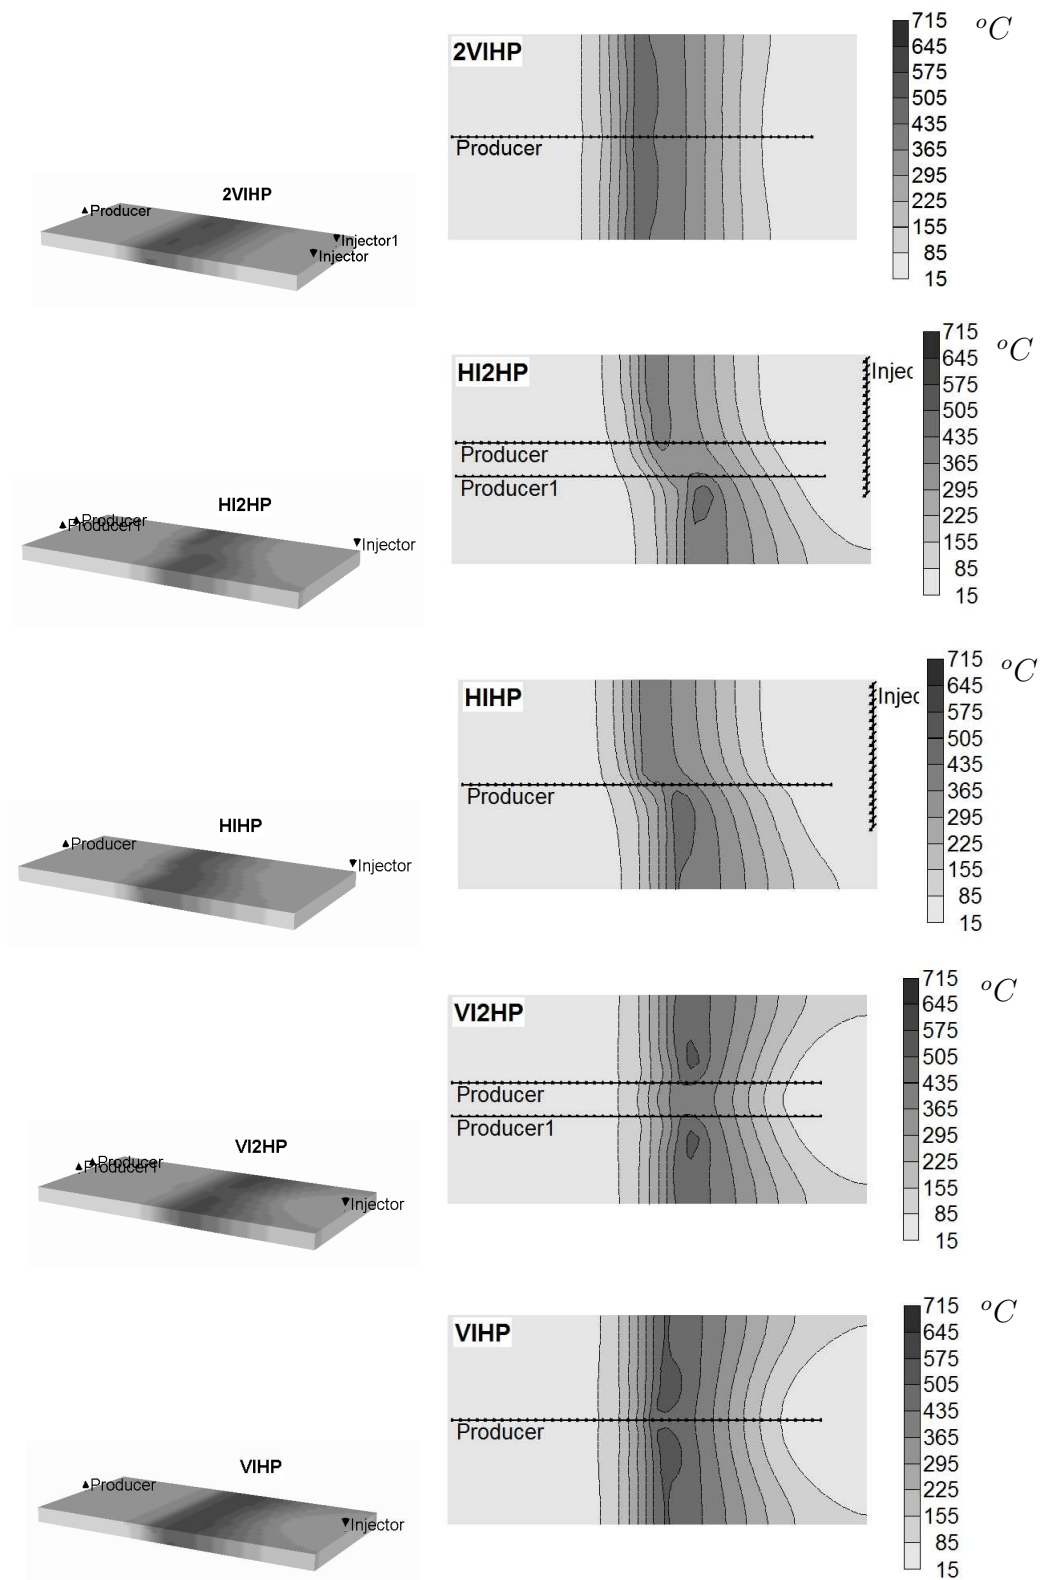 2VIHP
Producer
Injector1
Injector
2VIHP
Producer
°C
715
645
575
505
435
365
295
225
155
85
15
HI2HP
Producer
Producer1
Injector
HI2HP
Injec
Producer
Producer1
°C
715
645
575
505
435
365
295
225
155
85
15
HIHP
Producer
Injector
HIHP
Injec
Producer
°C
715
645
575
505
435
365
295
225
155
85
15
VI2HP
Producer
Producer1
Injector
VI2HP
Producer
Producer1
°C
715
645
575
505
435
365
295
225
155
85
15
VIHP
Producer
Injector
VIHP
Producer
°C
715
645
575
505
435
365
295
225
155
85
15